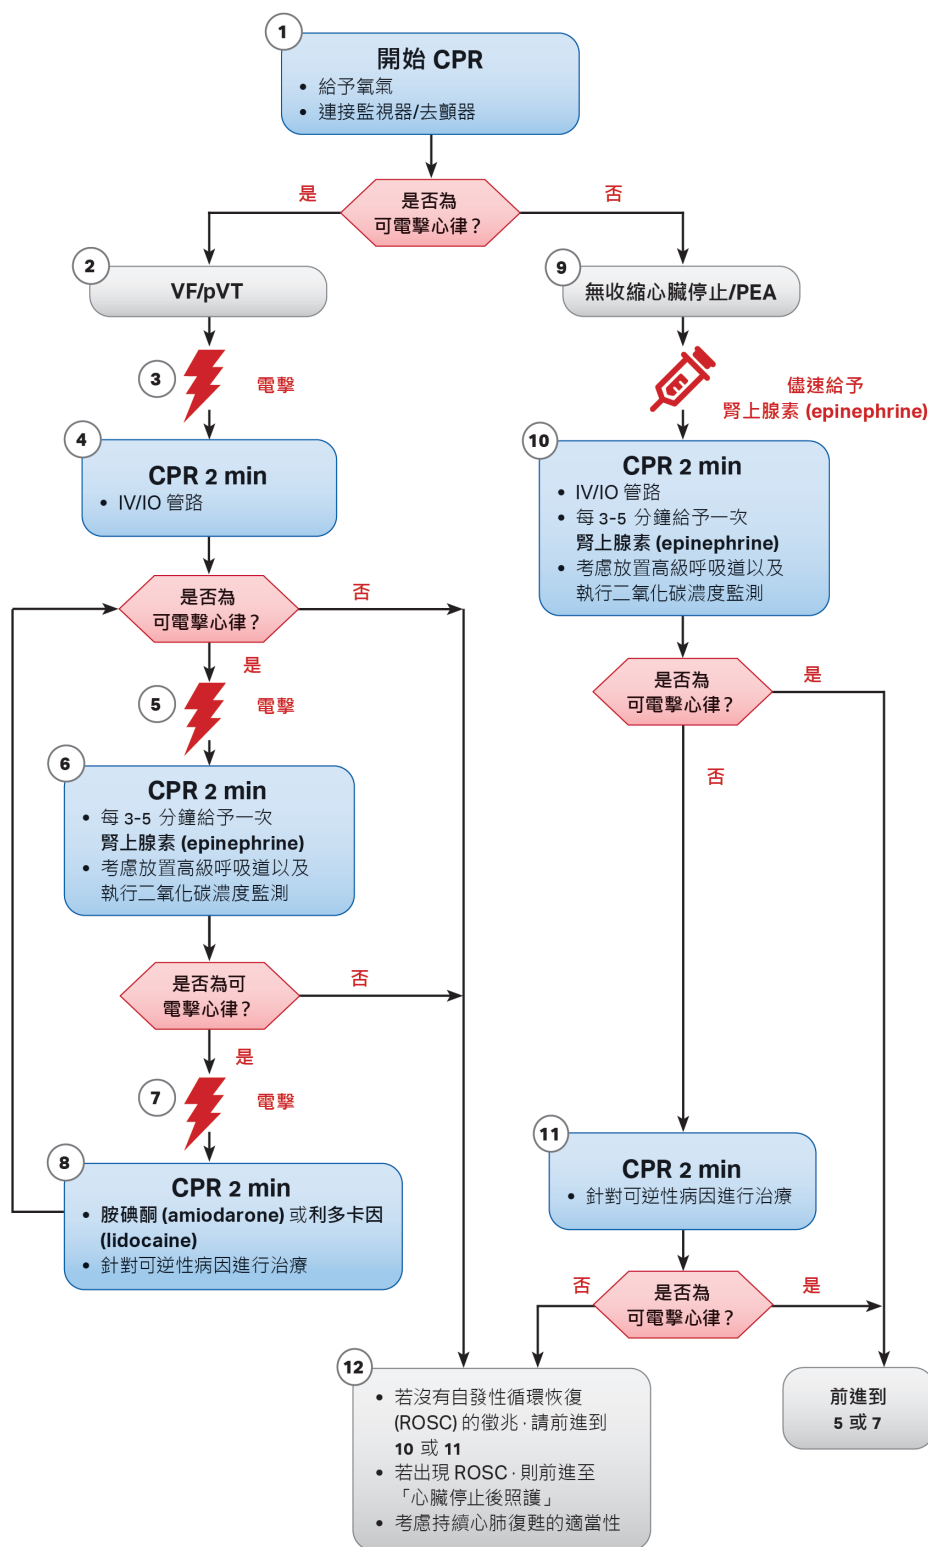 1
開始 CPR
• 給予氧氣
• 連接監視器/去顫器
是否為
可電擊心律？
是
否
2
VF/pVT
3
電擊
4
CPR 2 min
• IV/IO 管路
是否為
可電擊心律？
否
是
5
電擊
6
CPR 2 min
• 每 3-5 分鐘給予一次
腎上腺素 (epinephrine)
• 考慮放置高級呼吸道以及
執行二氧化碳濃度監測
是否為可
電擊心律？
否
是
7
電擊
8
CPR 2 min
• 胺碘酮 (amiodarone) 或利多卡因
(lidocaine)
• 針對可逆性病因進行治療
9
無收縮心臟停止/PEA
儘速給予
腎上腺素 (epinephrine)
10
CPR 2 min
• IV/IO 管路
• 每 3-5 分鐘給予一次
腎上腺素 (epinephrine)
• 考慮放置高級呼吸道以及
執行二氧化碳濃度監測
是否為
可電擊心律？
是
否
11
CPR 2 min
• 針對可逆性病因進行治療
是否為
可電擊心律？
否
是
12
• 若沒有自發性循環恢復
(ROSC) 的徵兆，請前進到
10 或 11
• 若出現 ROSC，則前進至
「心臟停止後照護」
• 考慮持續心肺復甦的適當性
前進到
5 或 7